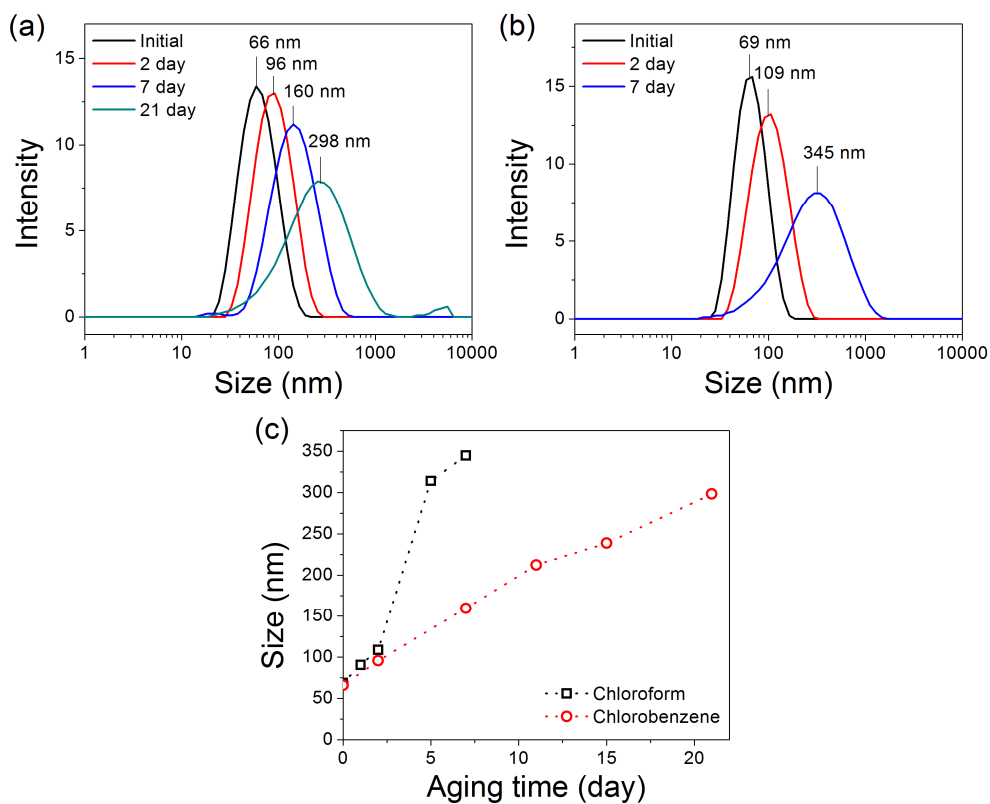 (a)
Initial
2 day
7 day
21 day
66 nm
96 nm
160 nm
298 nm
15
10
5
0
Intensity
1
10
100
1000
10000
Size (nm)
(b)
Initial
2 day
7 day
69 nm
109 nm
345 nm
15
10
5
0
Intensity
1
10
100
1000
10000
Size (nm)
(c)
350
300
250
200
150
100
50
0
Size (nm)
Chloroform
Chlorobenzene
0
5
10
15
20
Aging time (day)